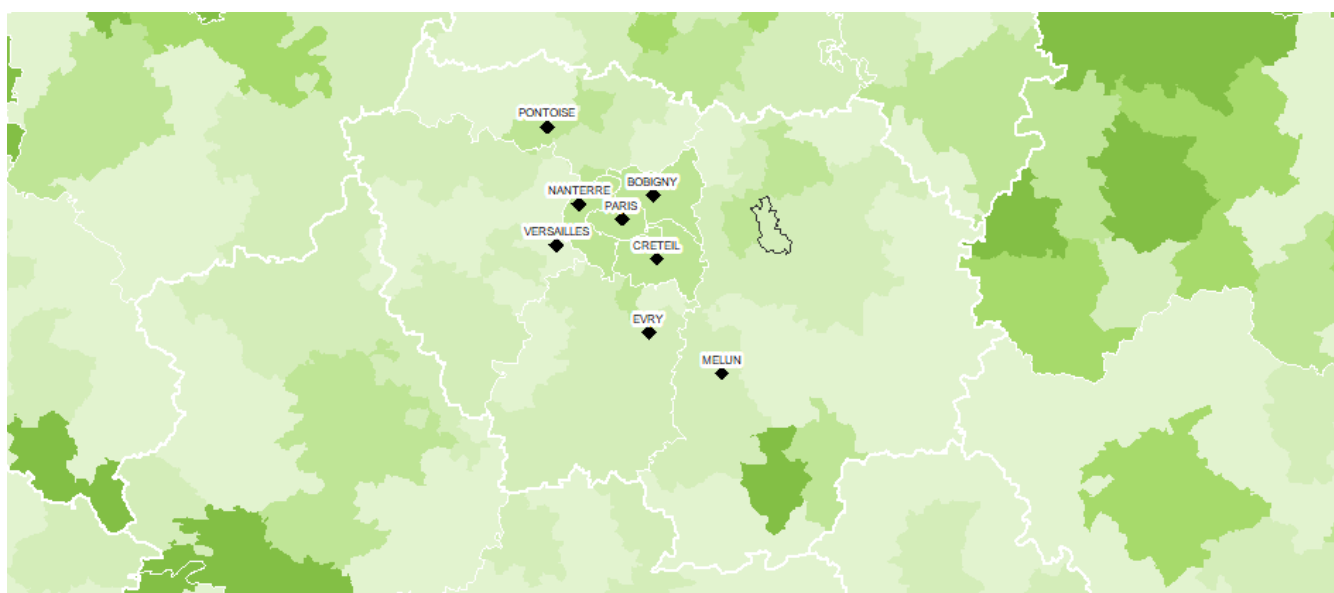 PONTOISE
BOBIGNY
NANTERRE
PARIS
VERSAILLES
CRETEIL
EVRY
MELUN